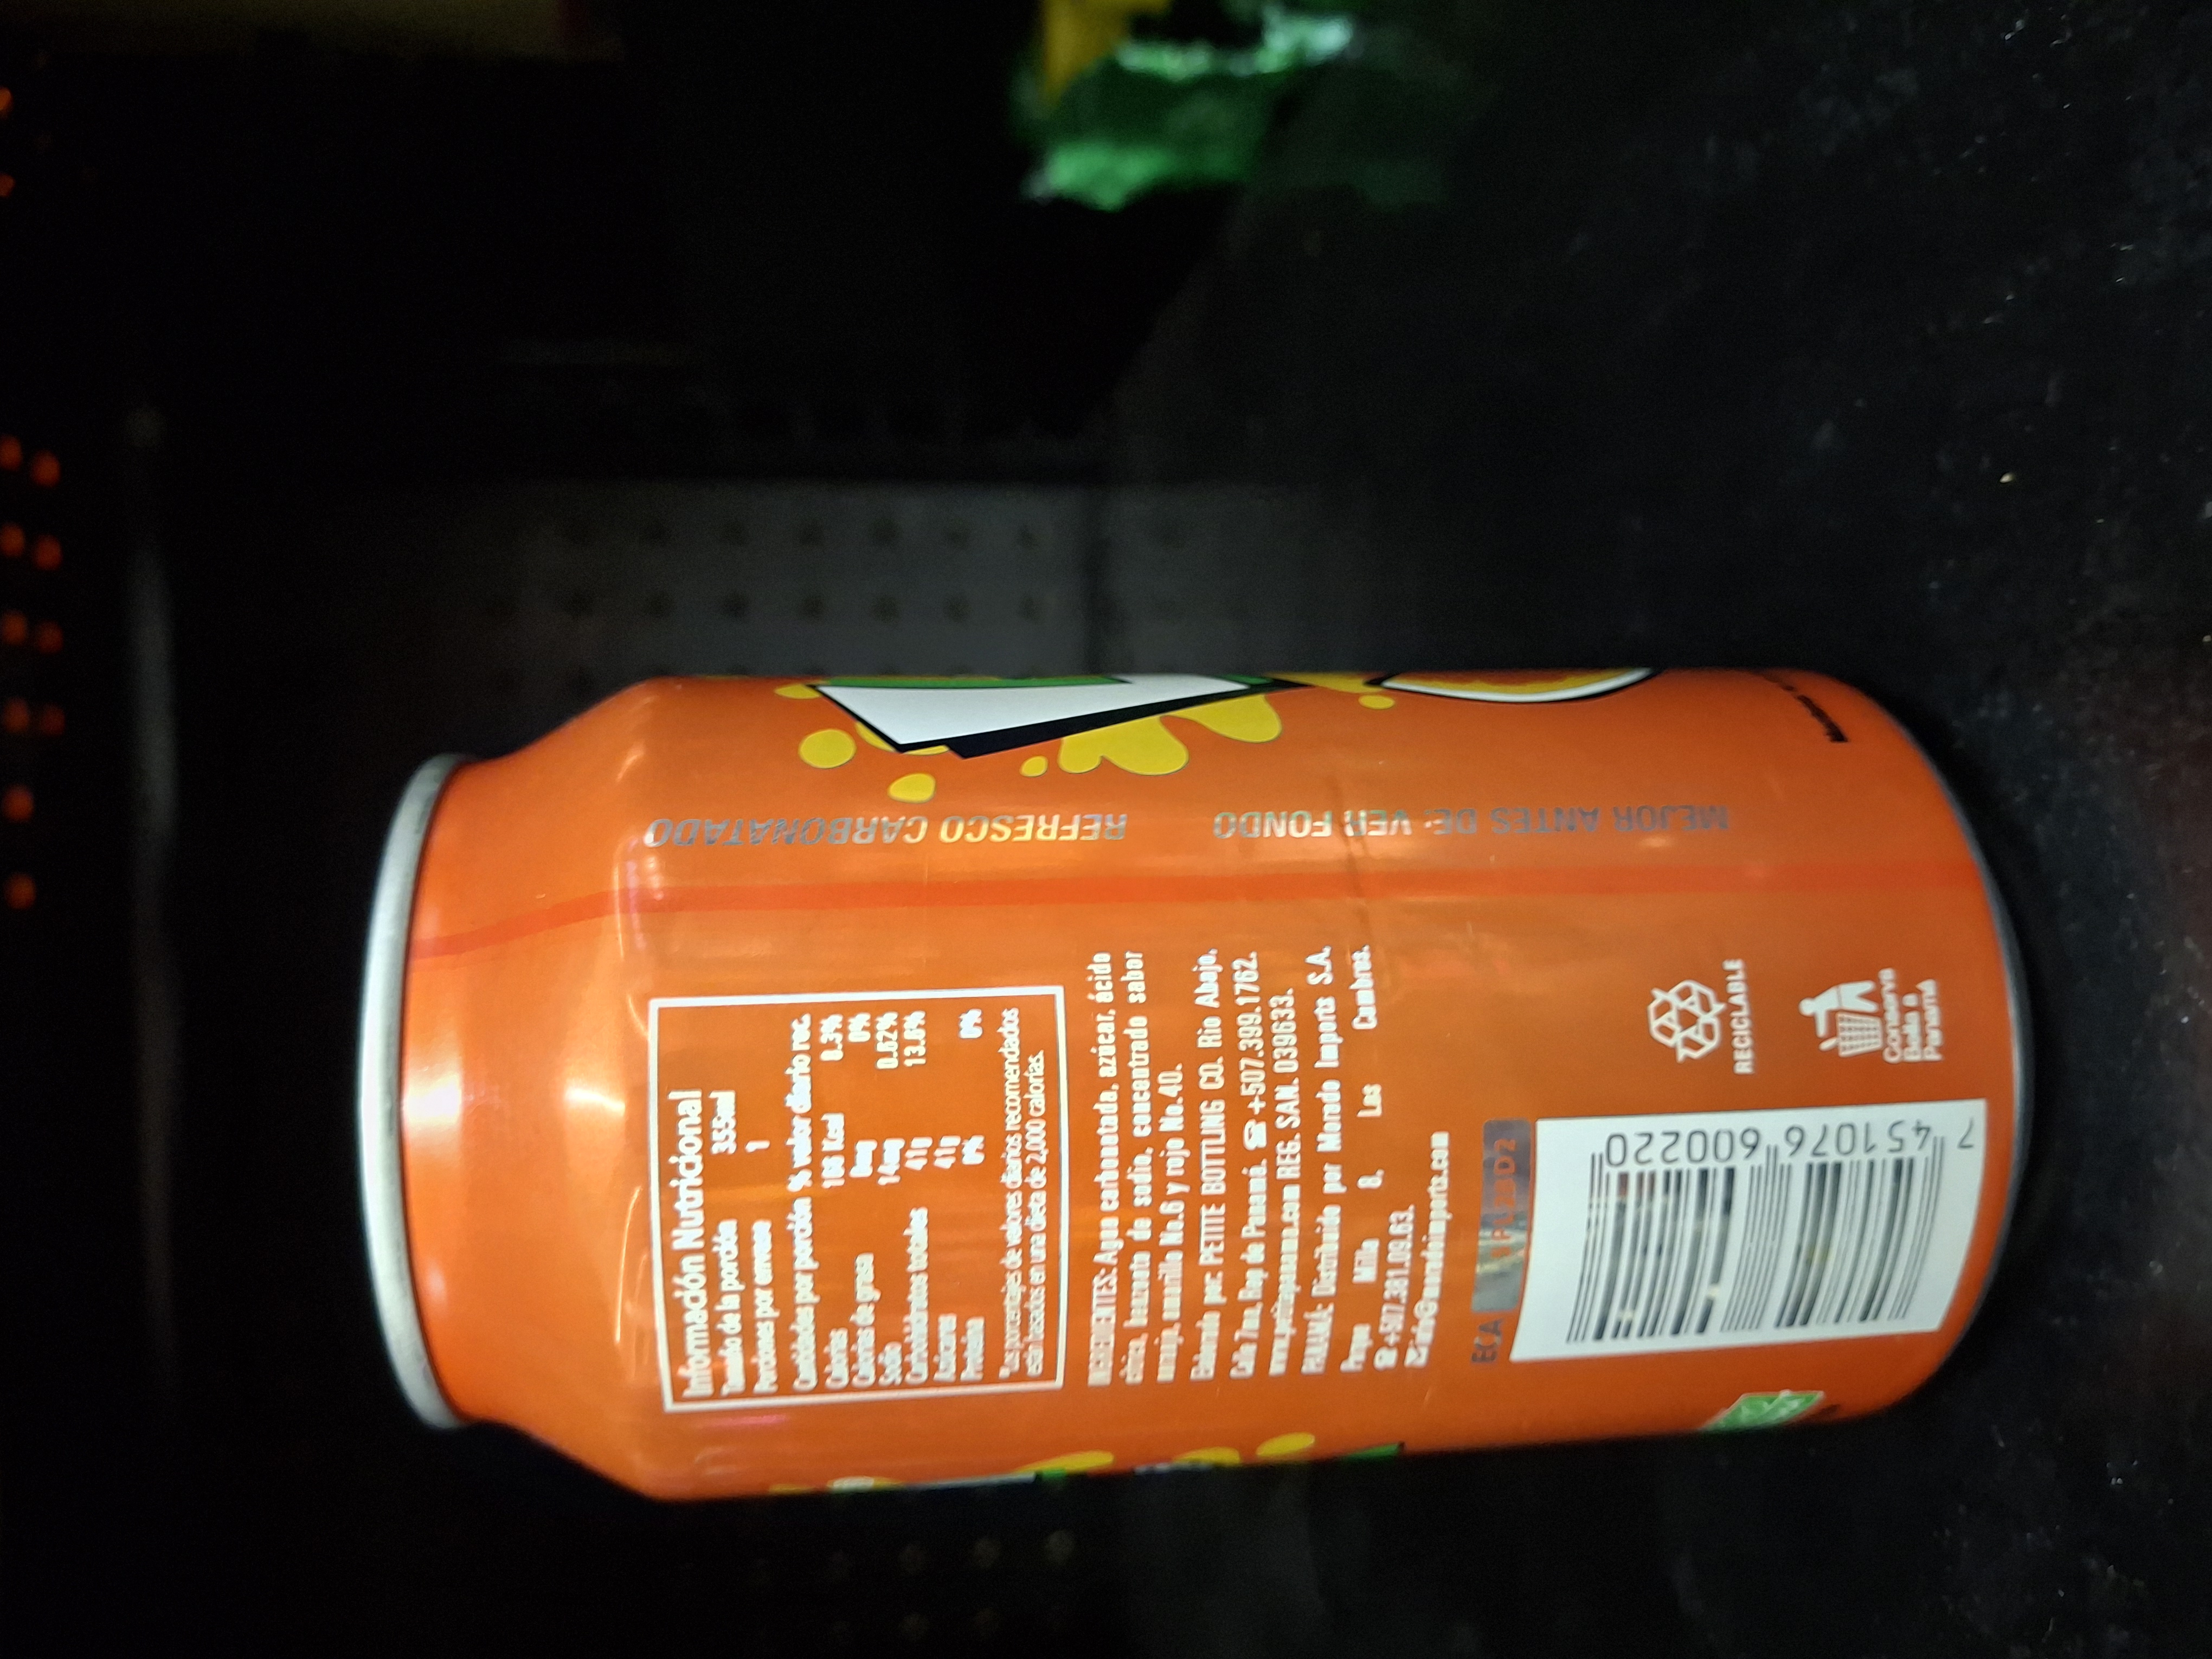 Información Nutricional
Tamaño de la porción 355ml
Porciones por envase 1
Cantidades por porción % valor diario rec.
Calorías Kcal 8.3%
Calorías de grasa 0mg 0%
Sodio 14mg 0.62%
Carbohidratos totales 41g 13.6%
Azúcares 41g
Proteína 0% 0%
*Los porcentajes de valores diarios recomendados
están basados en una dieta de 2,000 calorías.
INGREDIENTES: Agua carbonatada, azúcar, ácido
cítrico, benzoato de sodio, concentrado sabor
naranja, amarillo No.6 y rojo No.40.
Elaborado por: PETITE BOTTLING CO. Rio Abajo,
Calle 7ma, Rep de Panamá. ☎ +507.399.1762.
www.petitepanama.com REG. SAN. 039633.
PANAMÁ: Distribuido por Morado Imports S.A.
Parque Milla 8, Las Cumbres.
☎+507.381.09.63.
info@moradoimports.com
ECA
7 451076 600220
RECICLABLE
Conserva
Bella a
Panamá
REFRESCO CARBONATADO
MEJOR ANTES DE: VER FONDO